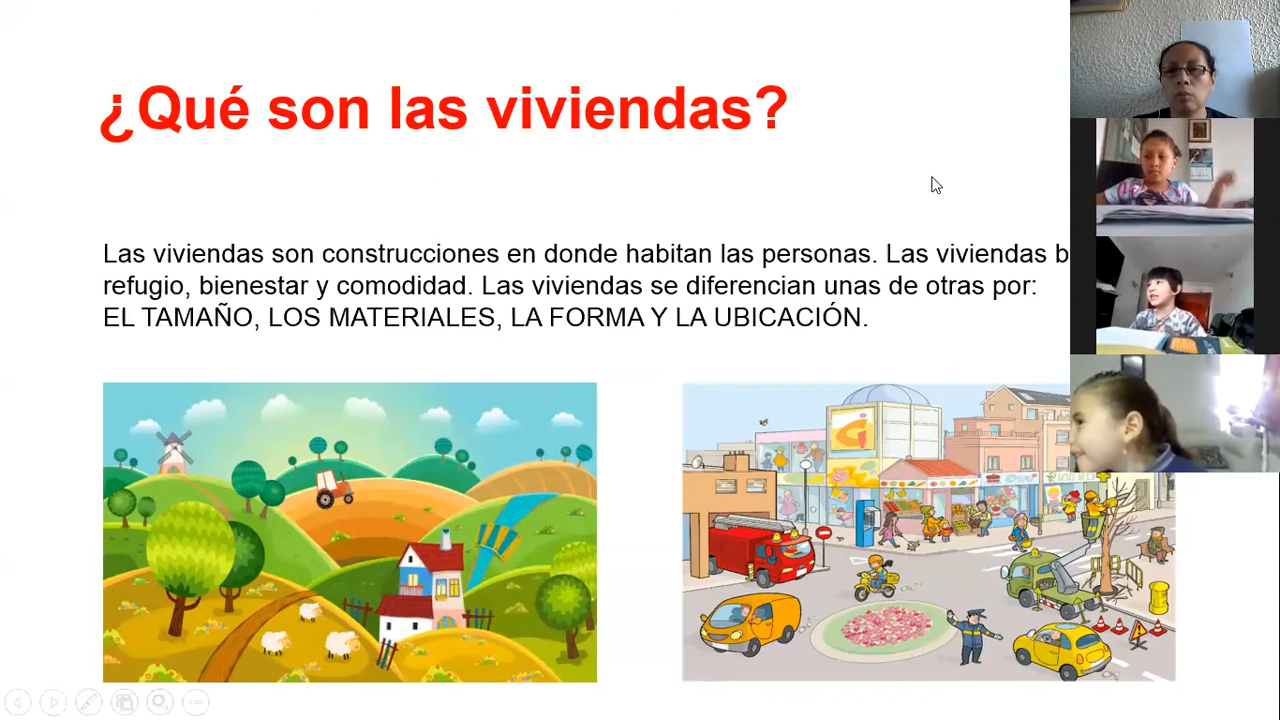 ¿Qué son las viviendas?
Las viviendas son construcciones en donde habitan las personas. Las viviendas b
refugio, bienestar y comodidad. Las viviendas se diferencian unas de otras por:
EL TAMAÑO, LOS MATERIALES, LA FORMA Y LA UBICACIÓN.